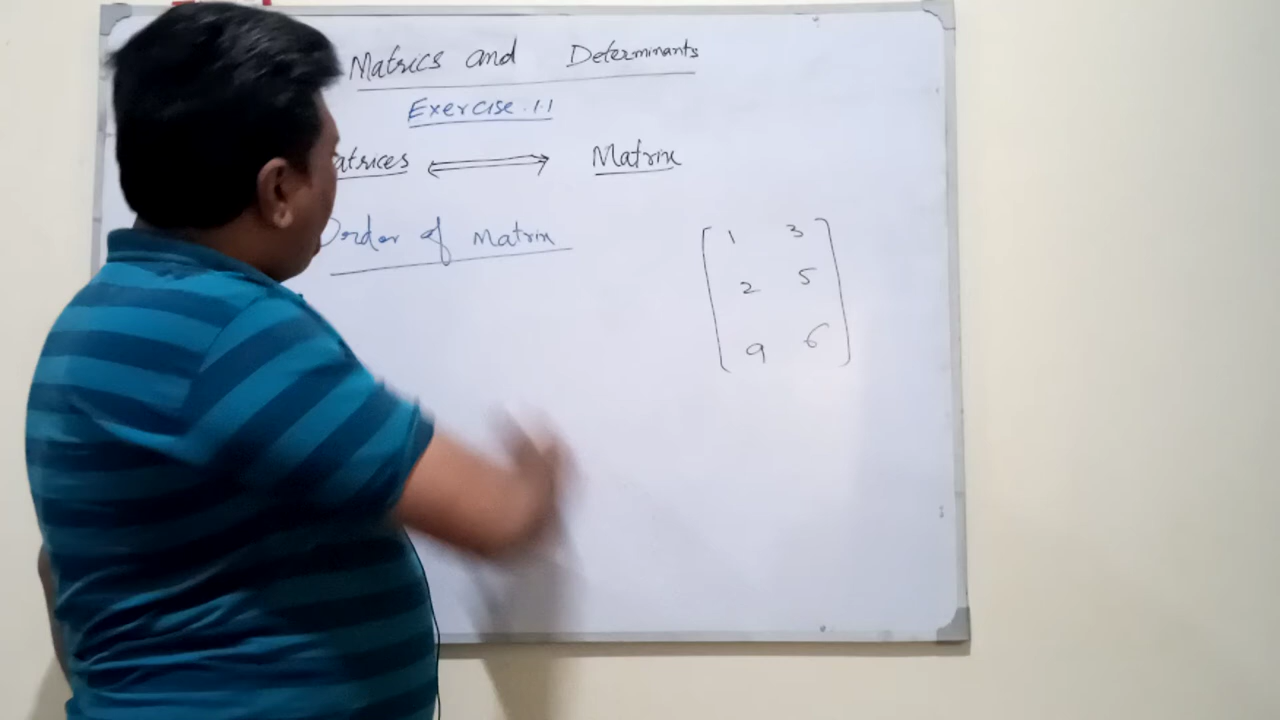 Matrics and Determinants
Exercise 1.1
atrices ⟺ Matrix
Order of Matrix
1 3
2 5
9 6